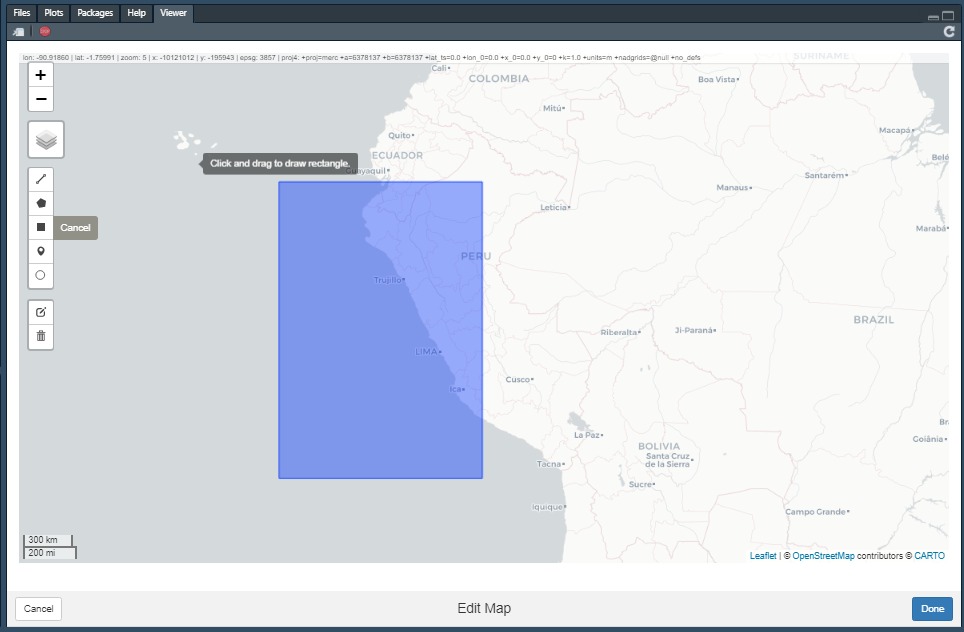 Files Plots Packages Help Viewer
lon: -90.91860 | lat: -1.75991 | zoom: 5 | x: -10121012 | y: -195943 | epsg: 3857 | proj4: +proj=merc +a=6378137 +b=6378137 +lat_ts=0.0 +lon_0=0.0 +x_0=0.0 +y_0=0 +k=1.0 +units=m +nadgrids=@null +no_defs
SURINAME
Cali
COLOMBIA
Boa Vista
+
−
Mitú
Macapá
Quito
ECUADOR
Click and drag to draw rectangle.
Guayaquil
Santarém
Manaus
Leticia
Cancel
Marabá
PERU
Trujillo
BRAZIL
Riberalta
Ji-Paraná
LIMA
Cusco
Ica
La Paz
Goiânia
BOLIVIA
Santa Cruz
de la Sierra
Tacna
Sucre
Iquique
Campo Grande
300 km
200 mi
Leaflet | © OpenStreetMap contributors © CARTO
Cancel
Edit Map
Done